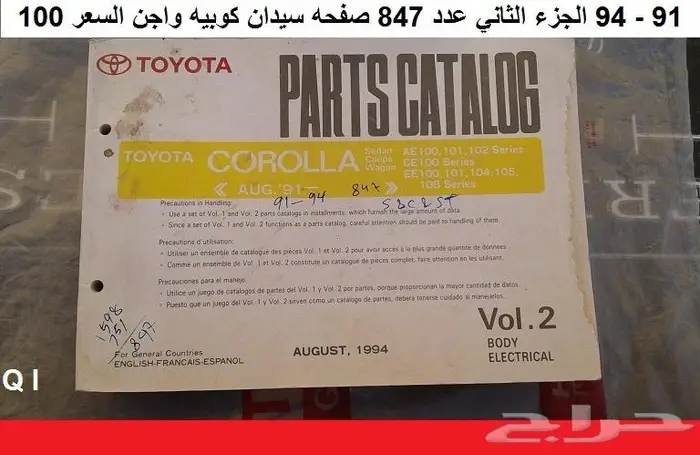 91 - 94 الجزء الثاني عدد 847 صفحه سيدان كوبيه واجن السعر 100
TOYOTA PARTS CATALOG
TOYOTA COROLLA Sedan Coupe Wagon AE100, 101, 102 Series
CE100 Series
EE100, 101, 104, 105, 108 Series
« AUG.'91— »
91-94 847
Precautions in Handling:
• Use a set of Vol. 1 and Vol. 2 parts catalogs in installments, which furnish the large amount of data.
• Since a set of Vol. 1 and Vol. 2 functions as a parts catalog, careful attention should be paid to handling of them.
Precautions d'utilisation:
• Utiliser un ensemble de catalogue des pièces Vol. 1 et Vol. 2 pour avoir accès à la plus grande quantité de données.
• Comme un ensemble de Vol. 1 et Vol. 2 constitue un catalogue de pièces complet, faire attention en les utilisant.
Precauciones para el manejo:
• Utilice un juego de catálogos de partes del Vol. 1 y Vol. 2 por partes, porque proporcionan la mayor cantidad de datos
• Puesto que un juego del Vol. 1 y Vol. 2 sirven como un catálogo de partes, debera tenerse cuidado al manejarlos.
1598
751
847
For General Countries
ENGLISH-FRANCAIS-ESPANOL
AUGUST, 1994
Vol. 2
BODY
ELECTRICAL
Q I
حراج